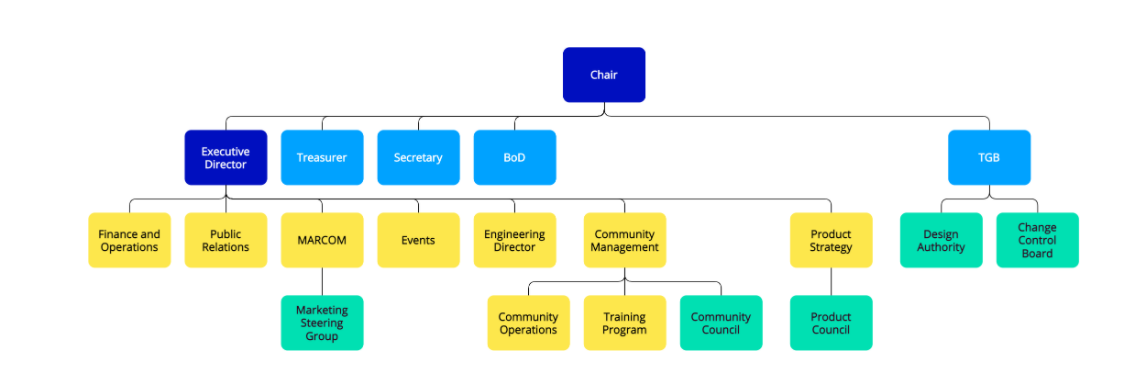 Chair
Executive
Director
Treasurer
Secretary
BoD
TGB
Finance and
Operations
Public
Relations
MARCOM
Events
Engineering
Director
Community
Management
Product
Strategy
Design
Authority
Change
Control
Board
Marketing
Steering
Group
Community
Operations
Training
Program
Community
Council
Product
Council